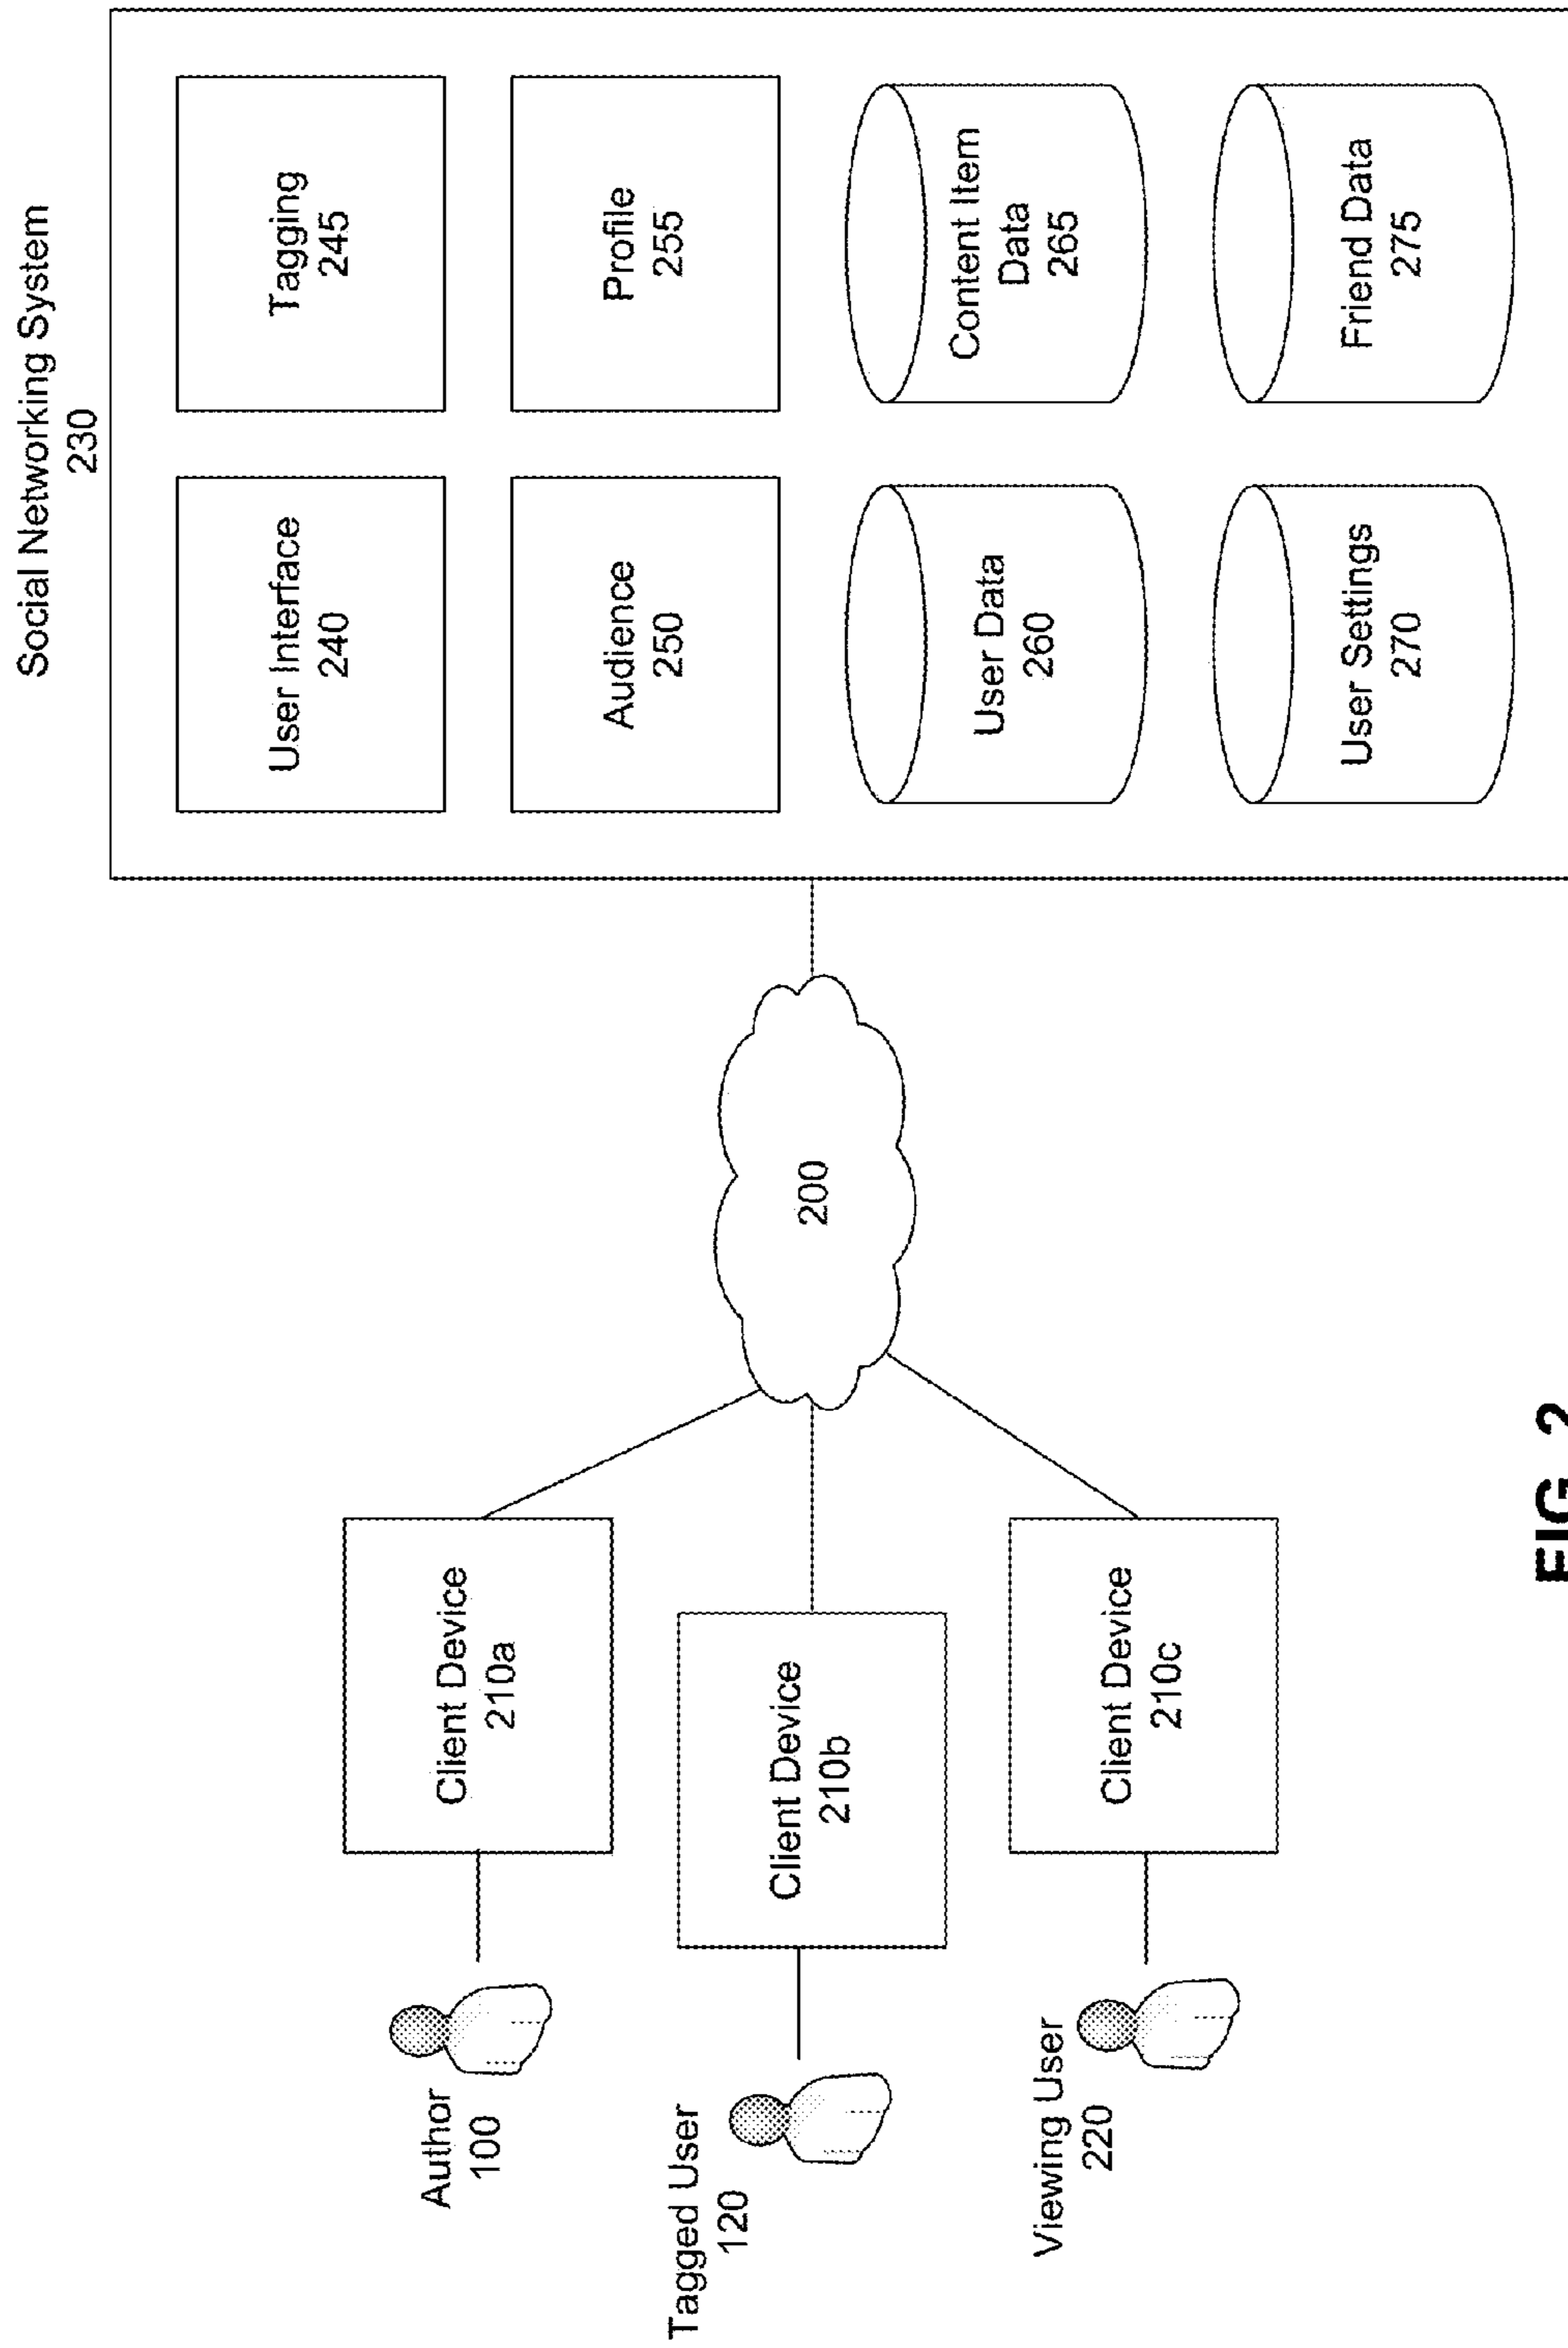 Social Networking System
230
User Interface
240
Tagging
245
Audience
250
Profile
255
User Data
260
Content Item
Data
265
User Settings
270
Friend Data
275
200
Client Device
210a
Client Device
210b
Client Device
210c
Author
100
Tagged User
120
Viewing User
220
FIG. 2